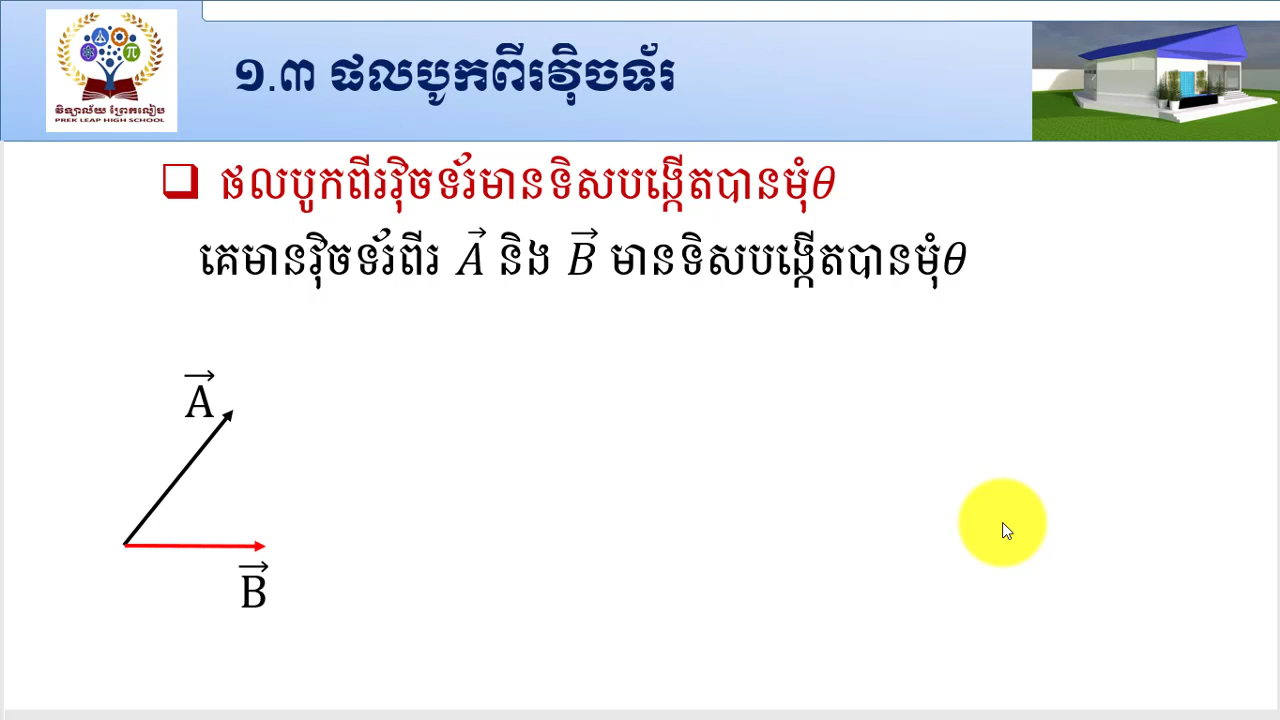 វិទ្យាល័យ ព្រែកលៀប
PREK LEAP HIGH SCHOOL
១.៣ ផលបូកពីរវ៉ិចទ័រ
ផលបូកពីរវ៉ិចទ័រមានទិសបង្កើតបានមុំθ
គេមានវ៉ិចទ័រពីរ A⃗ និង B⃗ មានទិសបង្កើតបានមុំθ
A⃗
B⃗